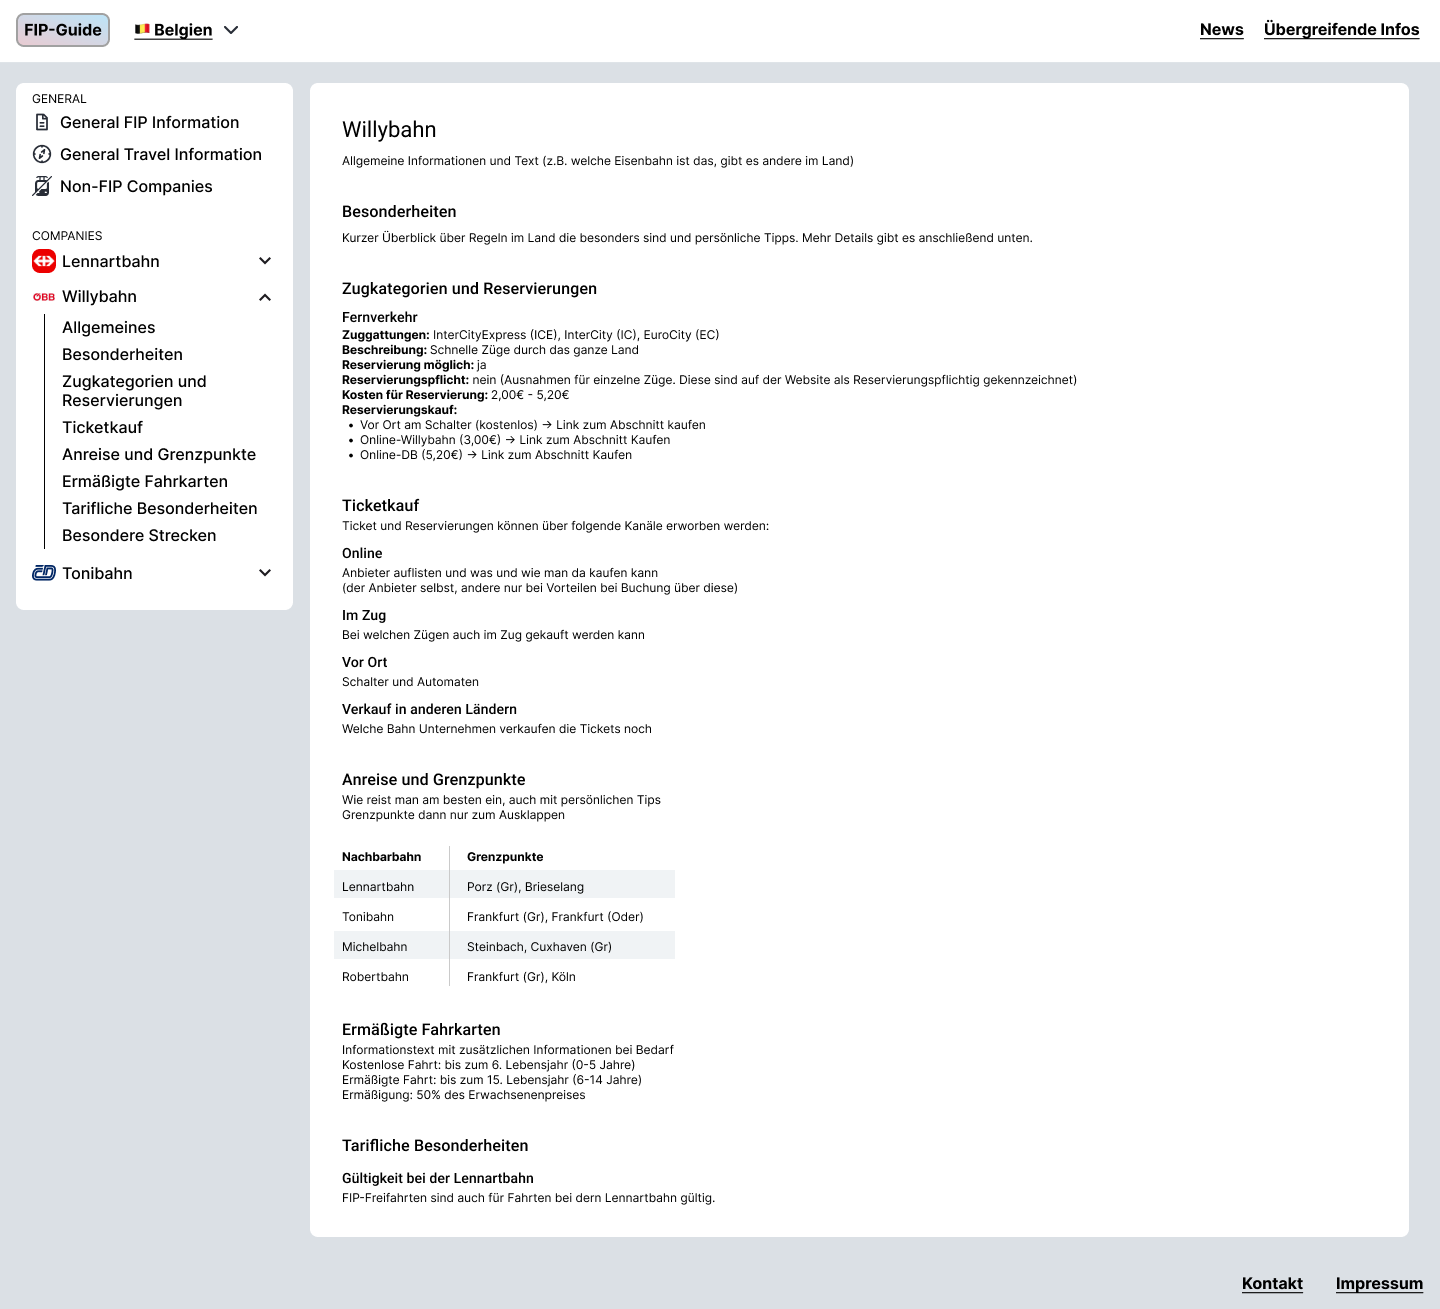 FIP-Guide
Belgien
News
Übergreifende Infos
GENERAL
General FIP Information
General Travel Information
Non-FIP Companies
COMPANIES
Lennartbahn
ÖBB Willybahn
Allgemeines
Besonderheiten
Zugkategorien und
Reservierungen
Ticketkauf
Anreise und Grenzpunkte
Ermäßigte Fahrkarten
Tarifliche Besonderheiten
Besondere Strecken
Tonibahn
Willybahn
Allgemeine Informationen und Text (z.B. welche Eisenbahn ist das, gibt es andere im Land)
Besonderheiten
Kurzer Überblick über Regeln im Land die besonders sind und persönliche Tipps. Mehr Details gibt es anschließend unten.
Zugkategorien und Reservierungen
Fernverkehr
Zuggattungen: InterCityExpress (ICE), InterCity (IC), EuroCity (EC)
Beschreibung: Schnelle Züge durch das ganze Land
Reservierung möglich: ja
Reservierungspflicht: nein (Ausnahmen für einzelne Züge. Diese sind auf der Website als Reservierungspflichtig gekennzeichnet)
Kosten für Reservierung: 2,00€ - 5,20€
Reservierungskauf:
• Vor Ort am Schalter (kostenlos) → Link zum Abschnitt kaufen
• Online-Willybahn (3,00€) → Link zum Abschnitt Kaufen
• Online-DB (5,20€) → Link zum Abschnitt Kaufen
Ticketkauf
Ticket und Reservierungen können über folgende Kanäle erworben werden:
Online
Anbieter auflisten und was und wie man da kaufen kann
(der Anbieter selbst, andere nur bei Vorteilen bei Buchung über diese)
Im Zug
Bei welchen Zügen auch im Zug gekauft werden kann
Vor Ort
Schalter und Automaten
Verkauf in anderen Ländern
Welche Bahn Unternehmen verkaufen die Tickets noch
Anreise und Grenzpunkte
Wie reist man am besten ein, auch mit persönlichen Tips
Grenzpunkte dann nur zum Ausklappen
Nachbarbahn Grenzpunkte
Lennartbahn Porz (Gr), Brieselang
Tonibahn Frankfurt (Gr), Frankfurt (Oder)
Michelbahn Steinbach, Cuxhaven (Gr)
Robertbahn Frankfurt (Gr), Köln
Ermäßigte Fahrkarten
Informationstext mit zusätzlichen Informationen bei Bedarf
Kostenlose Fahrt: bis zum 6. Lebensjahr (0-5 Jahre)
Ermäßigte Fahrt: bis zum 15. Lebensjahr (6-14 Jahre)
Ermäßigung: 50% des Erwachsenenpreises
Tarifliche Besonderheiten
Gültigkeit bei der Lennartbahn
FIP-Freifahrten sind auch für Fahrten bei dern Lennartbahn gültig.
Kontakt
Impressum